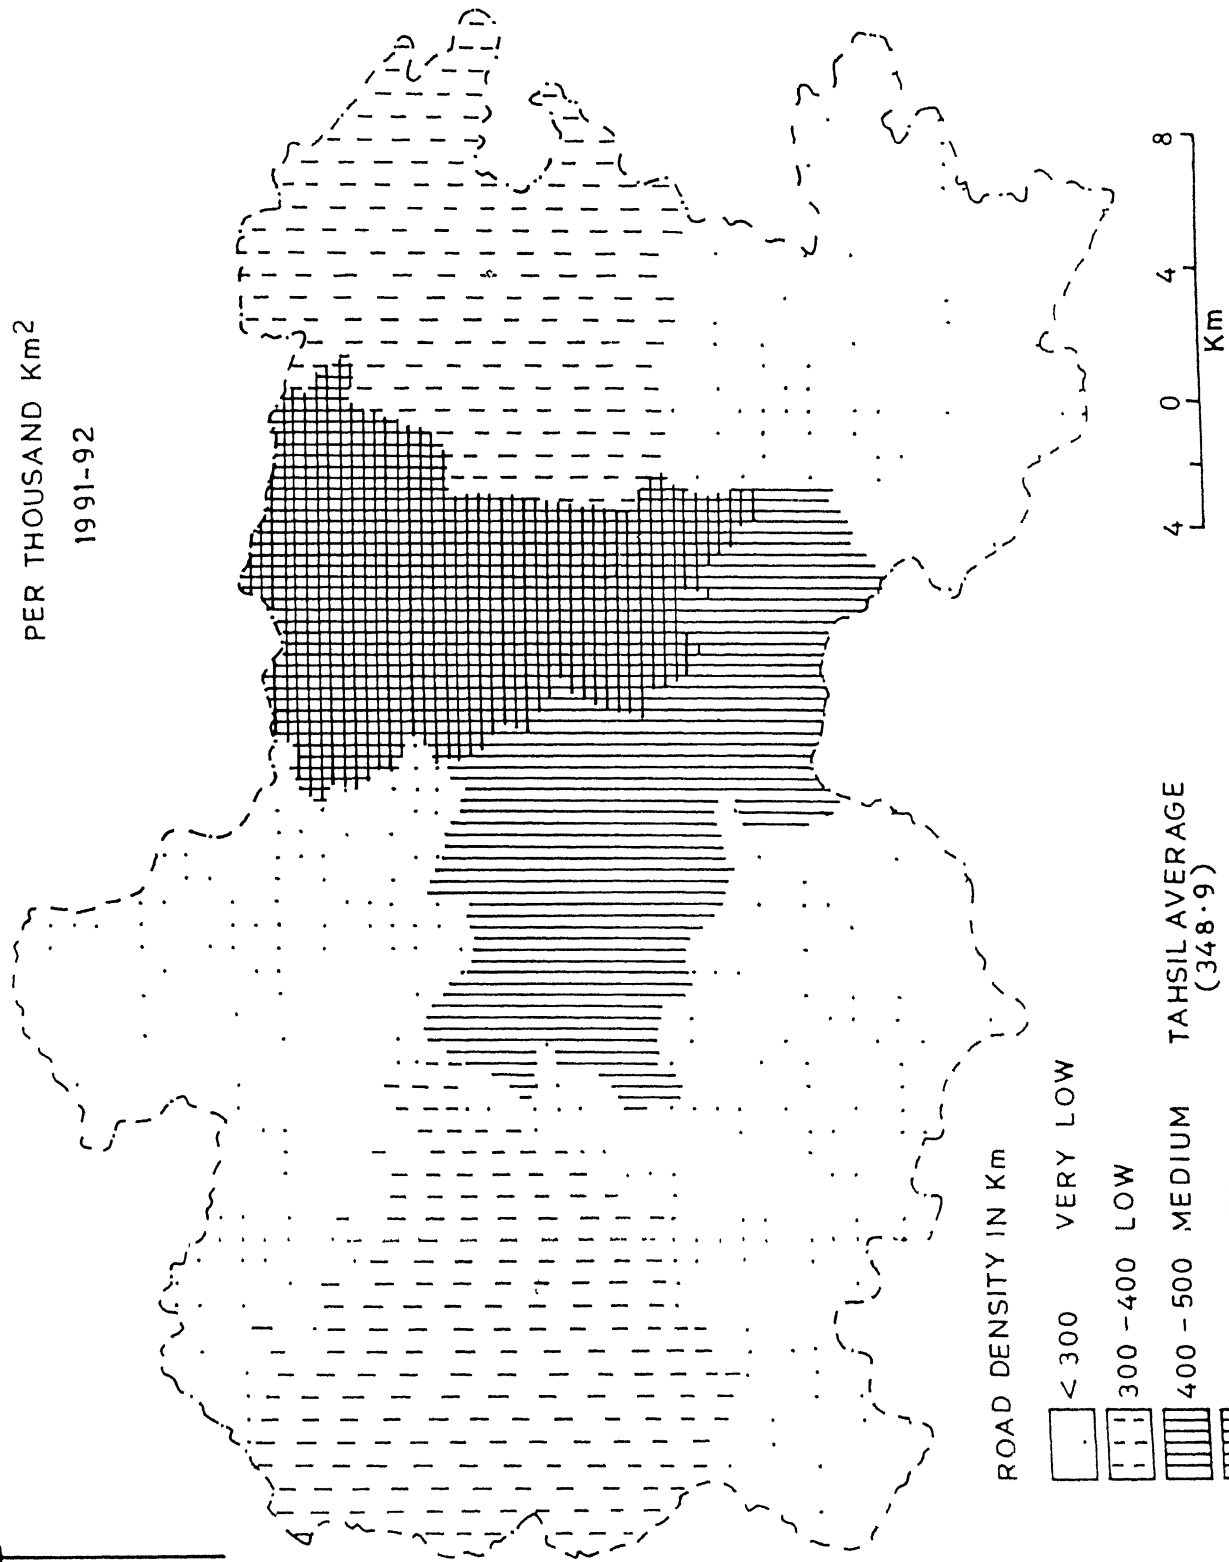 PER THOUSAND Km²
1991-92
ROAD DENSITY IN Km
< 300 VERY LOW
300 - 400 LOW
400 - 500 MEDIUM
TAHSIL AVERAGE
(348·9)
4 0 4 8
Km